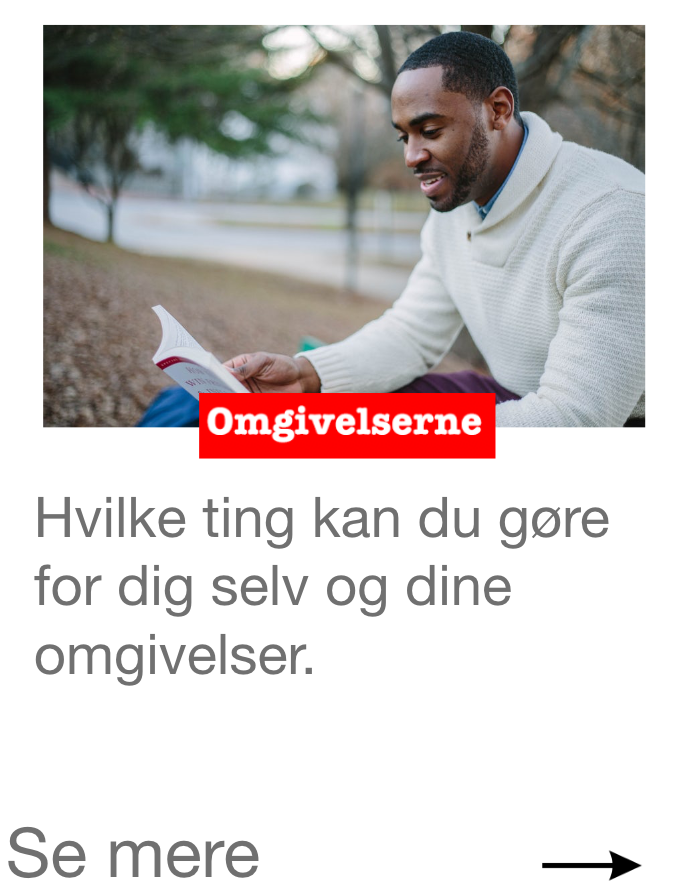 Omgivelserne
Hvilke ting kan du gøre
for dig selv og dine
omgivelser.
Se mere